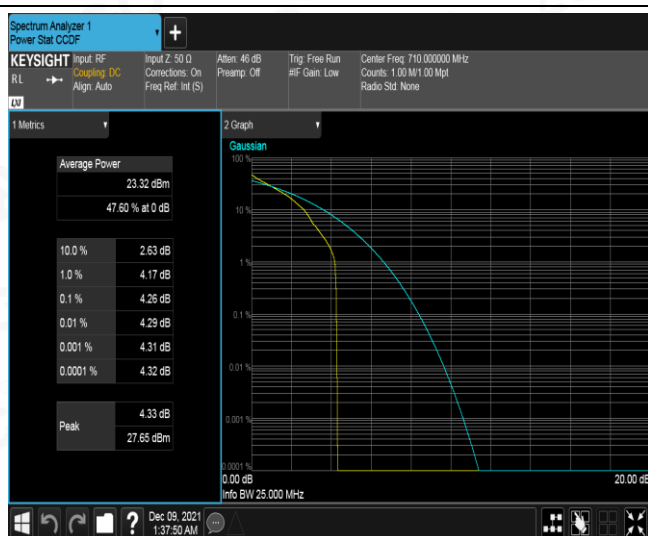 Spectrum Analyzer 1
Power Stat CCDF
+
KEYSIGHT
RL
LXI
Input: RF
Coupling: DC
Align: Auto
Input Z: 50 Ω
Corrections: On
Freq Ref: Int (S)
Atten: 46 dB
Preamp: Off
Trig: Free Run
#IF Gain: Low
Center Freq: 710.000000 MHz
Counts: 1.00 M/1.00 Mpt
Radio Std: None
1 Metrics
Average Power
23.32 dBm
47.60 % at 0 dB
10.0 % 2.63 dB
1.0 % 4.17 dB
0.1 % 4.26 dB
0.01 % 4.29 dB
0.001 % 4.31 dB
0.0001 % 4.32 dB
Peak
4.33 dB
27.65 dBm
2 Graph
Gaussian
100 %
10 %
1 %
0.1 %
0.01 %
0.001 %
0.0001 %
0.00 dB
20.00 dB
Info BW 25.000 MHz
?
Dec 09, 2021
1:37:50 AM